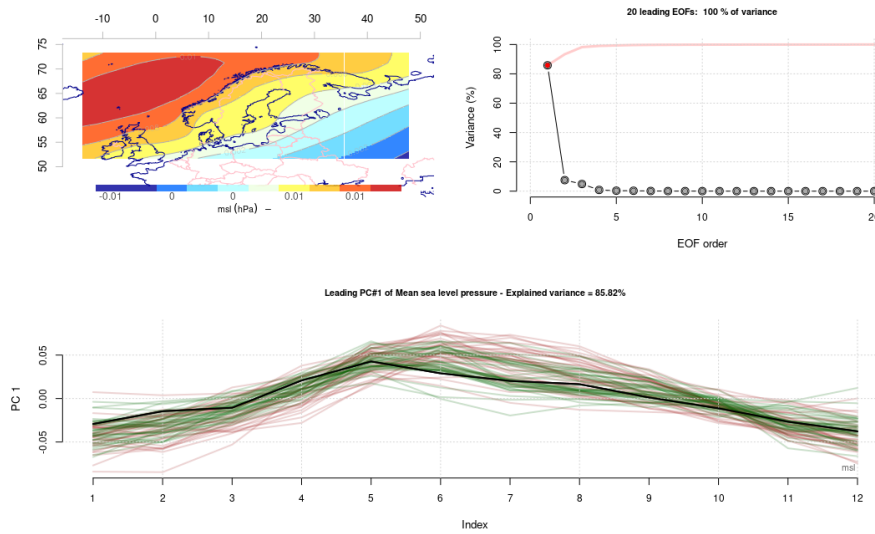 -10 0 10 20 30 40 50
75
70
65
60
55
50
-0.01 0 0 0.01 0.01
msl (hPa) –
20 leading EOFs: 100 % of variance
Variance (%)
100
80
60
40
20
0
0 5 10 15 20
EOF order
Leading PC#1 of Mean sea level pressure - Explained variance = 85.82%
PC 1
0.05
0.00
-0.05
msl
1 2 3 4 5 6 7 8 9 10 11 12
Index